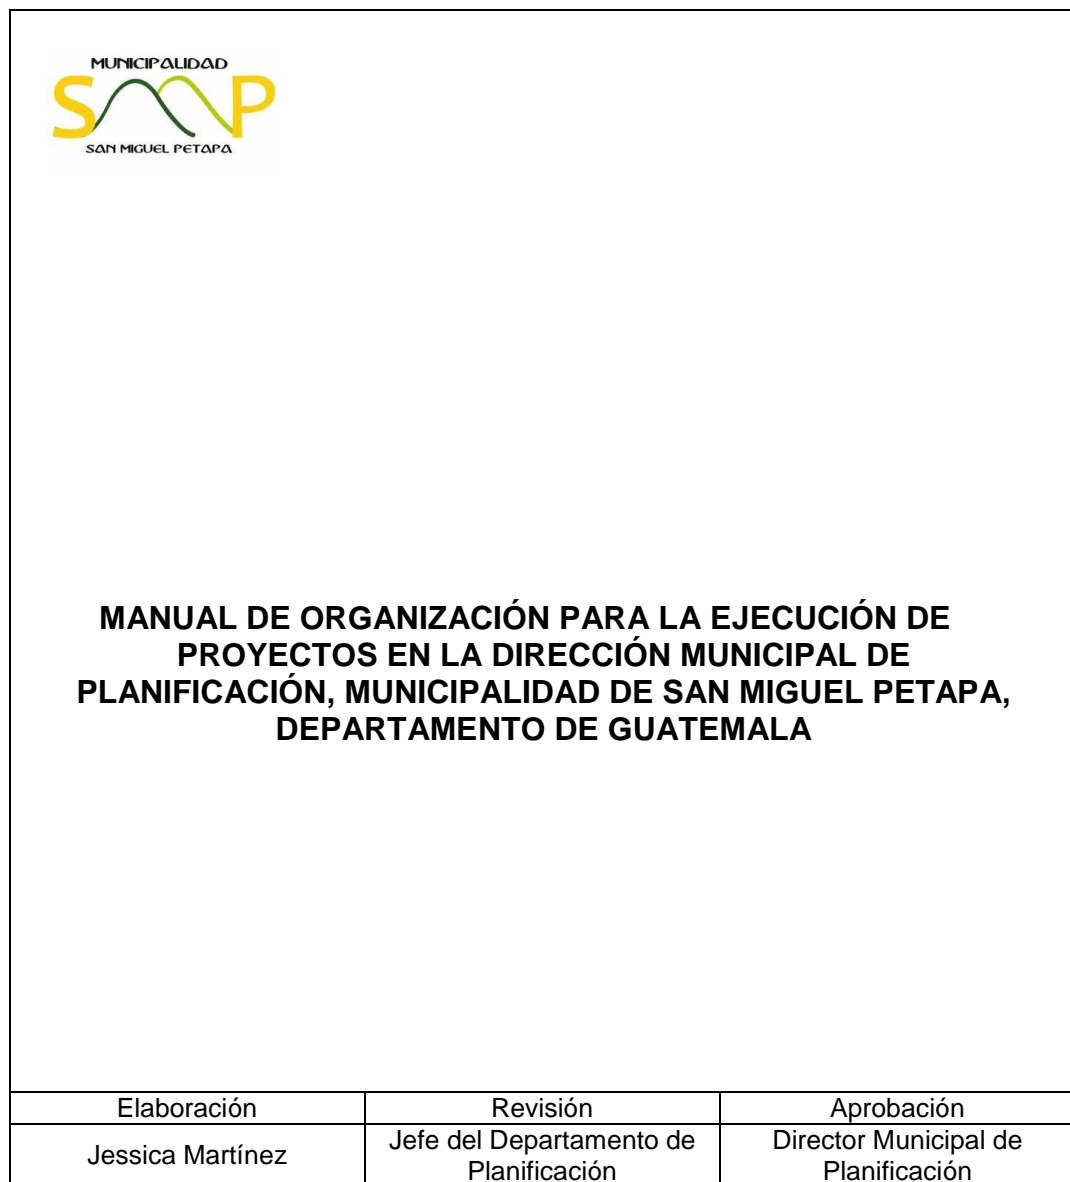 MUNICIPALIDAD
SMP
SAN MIGUEL PETAPA
MANUAL DE ORGANIZACIÓN PARA LA EJECUCIÓN DE
PROYECTOS EN LA DIRECCIÓN MUNICIPAL DE
PLANIFICACIÓN, MUNICIPALIDAD DE SAN MIGUEL PETAPA,
DEPARTAMENTO DE GUATEMALA
Elaboración Revisión Aprobación
Jessica Martínez Jefe del Departamento de Planificación Director Municipal de Planificación